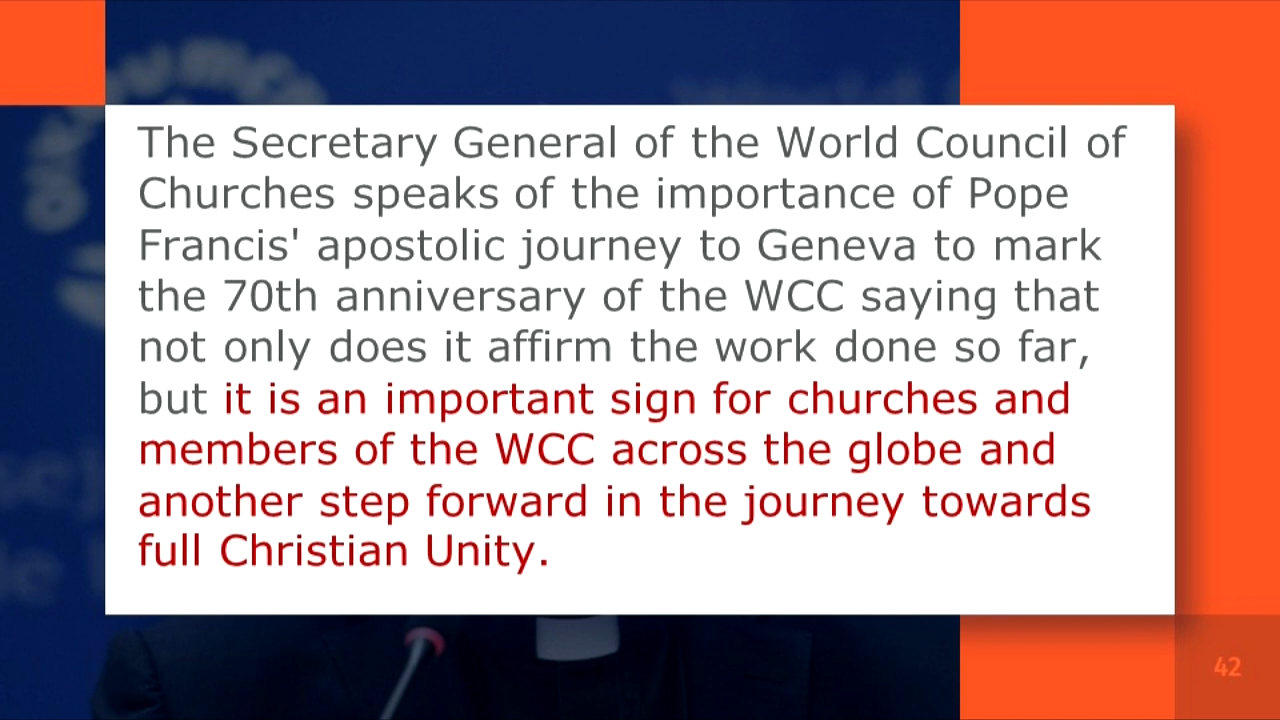 The Secretary General of the World Council of
Churches speaks of the importance of Pope
Francis' apostolic journey to Geneva to mark
the 70th anniversary of the WCC saying that
not only does it affirm the work done so far,
but it is an important sign for churches and
members of the WCC across the globe and
another step forward in the journey towards
full Christian Unity.
42